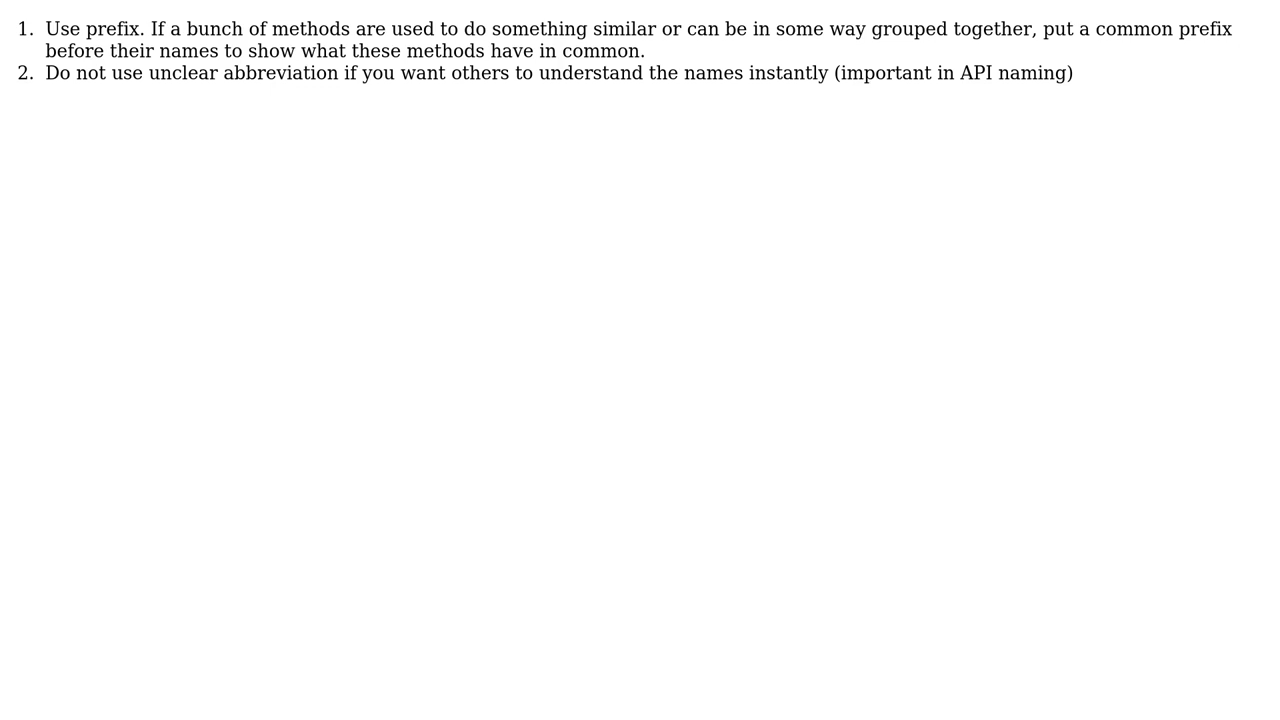 1. Use prefix. If a bunch of methods are used to do something similar or can be in some way grouped together, put a common prefix
before their names to show what these methods have in common.
2. Do not use unclear abbreviation if you want others to understand the names instantly (important in API naming)